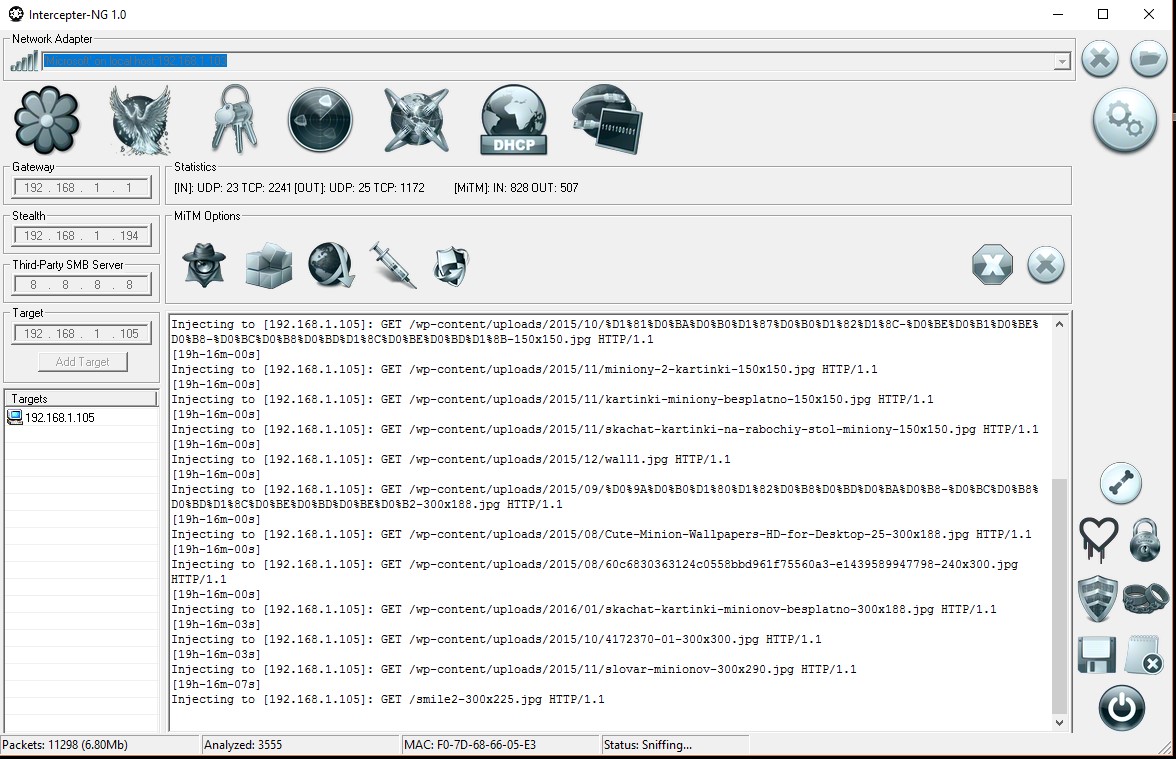 Intercepter-NG 1.0
Network Adapter
Gateway
192 . 168 . 1 . 1
Statistics
[IN]: UDP: 23 TCP: 2241 [OUT]: UDP: 25 TCP: 1172 [MiTM]: IN: 828 OUT: 507
DHCP
1101100101
Stealth
192 . 168 . 1 . 194
MiTM Options
Third-Party SMB Server
8 . 8 . 8 . 8
Target
192 . 168 . 1 . 105
Add Target
Targets
192.168.1.105
Injecting to [192.168.1.105]: GET /wp-content/uploads/2015/10/%D1%81%D0%BA%D0%B0%D1%87%D0%B0%D1%82%D1%8C-%D0%BE%D0%B1%D0%BE%
D0%B8-%D0%BC%D0%B8%D0%BD%D1%8C%D0%BE%D0%BD%D1%8B-150x150.jpg HTTP/1.1
[19h-16m-00s]
Injecting to [192.168.1.105]: GET /wp-content/uploads/2015/11/miniony-2-kartinki-150x150.jpg HTTP/1.1
[19h-16m-00s]
Injecting to [192.168.1.105]: GET /wp-content/uploads/2015/11/kartinki-miniony-besplatno-150x150.jpg HTTP/1.1
[19h-16m-00s]
Injecting to [192.168.1.105]: GET /wp-content/uploads/2015/11/skachat-kartinki-na-rabochiy-stol-miniony-150x150.jpg HTTP/1.1
[19h-16m-00s]
Injecting to [192.168.1.105]: GET /wp-content/uploads/2015/12/wall1.jpg HTTP/1.1
[19h-16m-00s]
Injecting to [192.168.1.105]: GET /wp-content/uploads/2015/09/%D0%9A%D0%B0%D1%80%D1%82%D0%B8%D0%BD%D0%BA%D0%B8-%D0%BC%D0%B8%
D0%BD%D1%8C%D0%BE%D0%BD%D0%BE%D0%B2-300x188.jpg HTTP/1.1
[19h-16m-00s]
Injecting to [192.168.1.105]: GET /wp-content/uploads/2015/08/Cute-Minion-Wallpapers-HD-for-Desktop-25-300x188.jpg HTTP/1.1
[19h-16m-00s]
Injecting to [192.168.1.105]: GET /wp-content/uploads/2015/08/60c6830363124c0558bbd961f75560a3-e1439589947798-240x300.jpg
HTTP/1.1
[19h-16m-00s]
Injecting to [192.168.1.105]: GET /wp-content/uploads/2016/01/skachat-kartinki-minionov-besplatno-300x188.jpg HTTP/1.1
[19h-16m-03s]
Injecting to [192.168.1.105]: GET /wp-content/uploads/2015/10/4172370-01-300x300.jpg HTTP/1.1
[19h-16m-03s]
Injecting to [192.168.1.105]: GET /wp-content/uploads/2015/11/slovar-minionov-300x290.jpg HTTP/1.1
[19h-16m-07s]
Injecting to [192.168.1.105]: GET /smile2-300x225.jpg HTTP/1.1
Packets: 11298 (6.80Mb)
Analyzed: 3555
MAC: F0-7D-68-66-05-E3
Status: Sniffing...